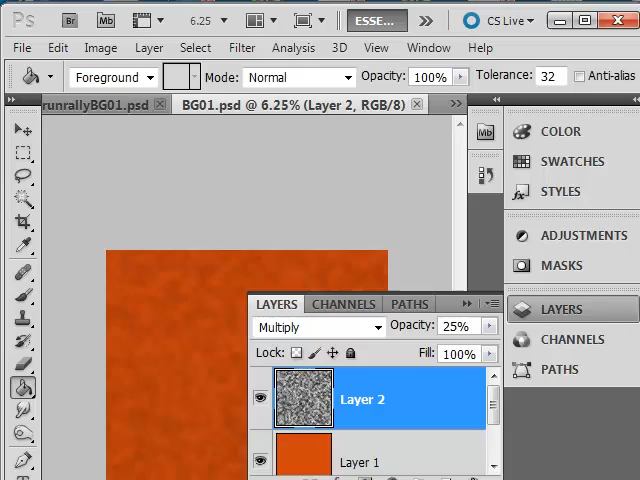 Ps Br Mb 6.25 ESSE... CS Live
File Edit Image Layer Select Filter Analysis 3D View Window Help
Foreground Mode: Normal Opacity: 100% Tolerance: 32 Anti-alias
runrallyBG01.psd BG01.psd @ 6.25% (Layer 2, RGB/8)
Mb
COLOR
SWATCHES
STYLES
ADJUSTMENTS
MASKS
LAYERS
CHANNELS
PATHS
LAYERS CHANNELS PATHS
Multiply Opacity: 25%
Lock: Fill: 100%
Layer 2
Layer 1